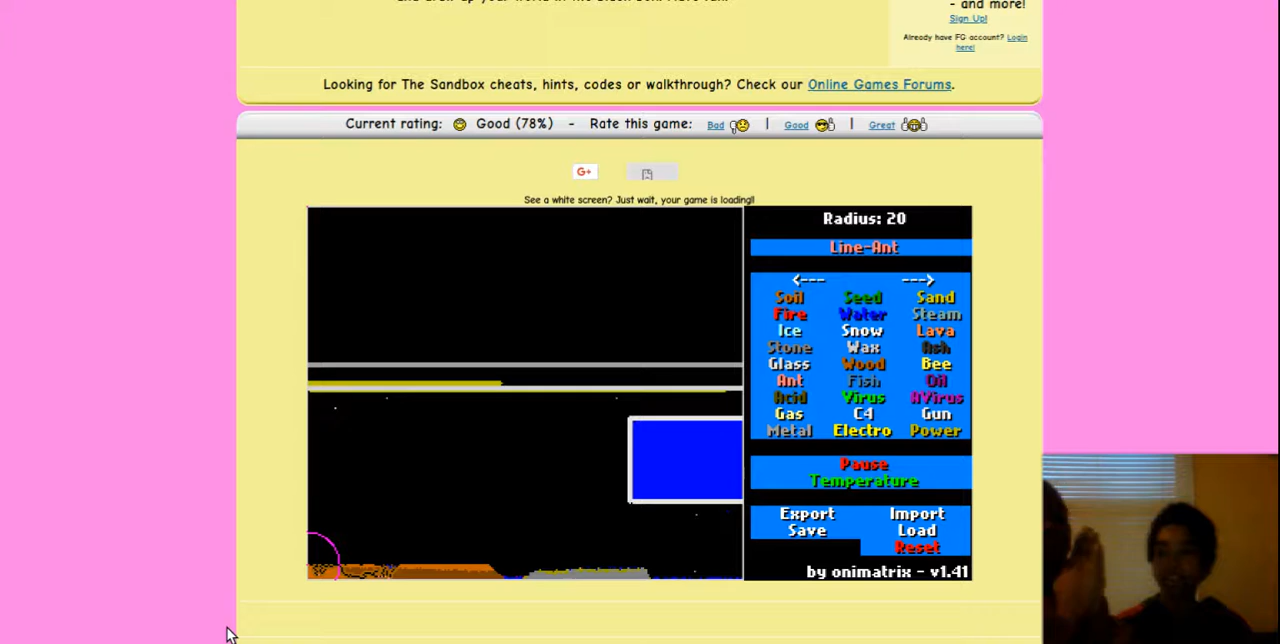 - and more!
Sign Up!
Already have FG account? Login
here!
Looking for The Sandbox cheats, hints, codes or walkthrough? Check our Online Games Forums.
Current rating: Good (78%) - Rate this game: Bad | Good | Great
G+
See a white screen? Just wait, your game is loading!
Radius: 20
Line-Ant
<--- --->
Soil Seed Sand
Fire Water Steam
Ice Snow Lava
Stone Wax Ash
Glass Wood Bee
Ant Fish Oil
Acid Virus AVirus
Gas C4 Gun
Metal Electro Power
Pause
Temperature
Export Import
Save Load
Reset
by onimatrix - v1.41